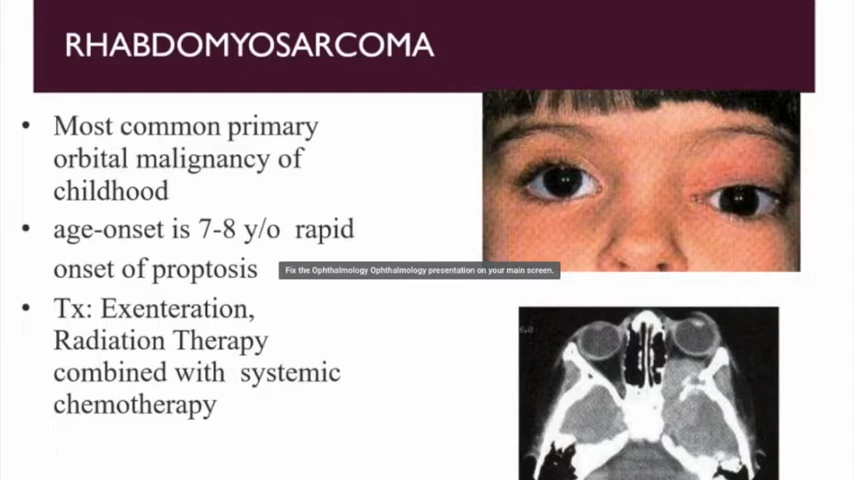 RHABDOMYOSARCOMA
• Most common primary
orbital malignancy of
childhood
• age-onset is 7-8 y/o rapid
onset of proptosis
Fix the Ophthalmology Ophthalmology presentation on your main screen.
• Tx: Exenteration,
Radiation Therapy
combined with systemic
chemotherapy